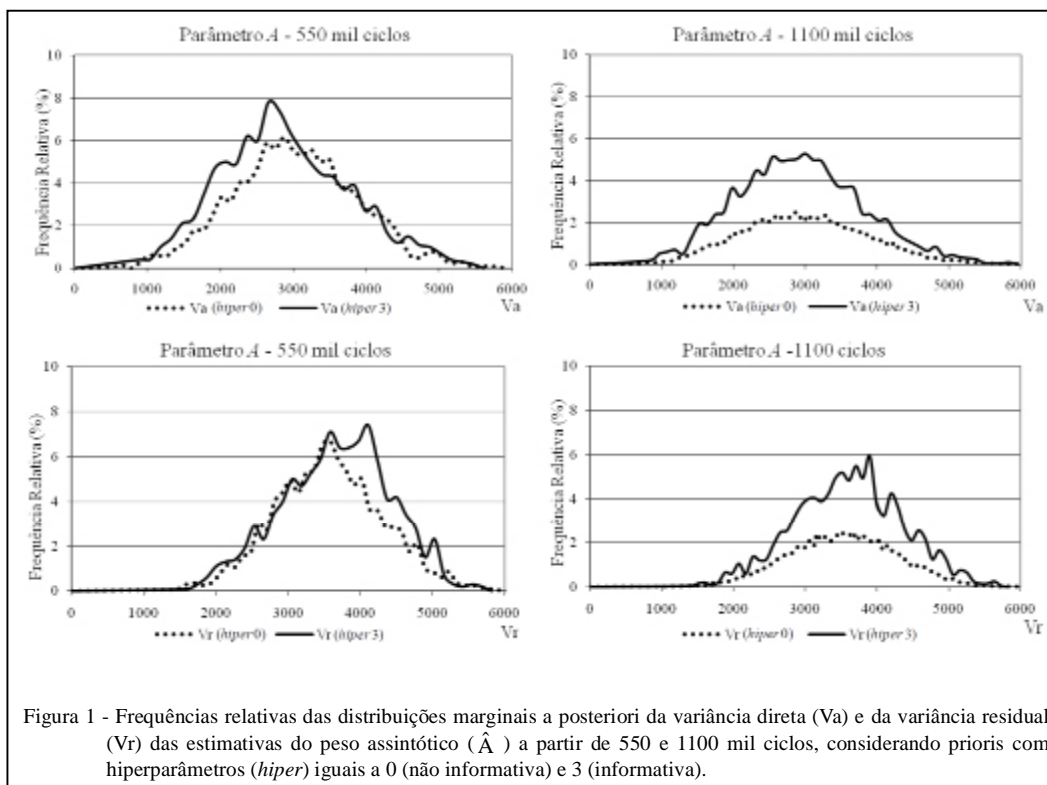 Parâmetro A - 550 mil ciclos
Frequência Relativa (%)
10
8
6
4
2
0
0 1000 2000 3000 4000 5000 6000
Va
Va (hiper 0) Va (hiper 3)
Parâmetro A - 1100 mil ciclos
Frequência Relativa (%)
10
8
6
4
2
0
0 1000 2000 3000 4000 5000 6000
Va
Va (hiper 0) Va (hiper 3)
Parâmetro A - 550 mil ciclos
Frequência Relativa (%)
10
8
6
4
2
0
0 1000 2000 3000 4000 5000 6000
Vr
Vr (hiper 0) Vr (hiper 3)
Parâmetro A -1100 ciclos
Frequência Relativa (%)
10
8
6
4
2
0
0 1000 2000 3000 4000 5000 6000
Vr
Vr (hiper 0) Vr (hiper 3)
Figura 1 - Frequências relativas das distribuições marginais a posteriori da variância direta (Va) e da variância residual
(Vr) das estimativas do peso assintótico ( Â ) a partir de 550 e 1100 mil ciclos, considerando prioris com
hiperparâmetros (hiper) iguais a 0 (não informativa) e 3 (informativa).